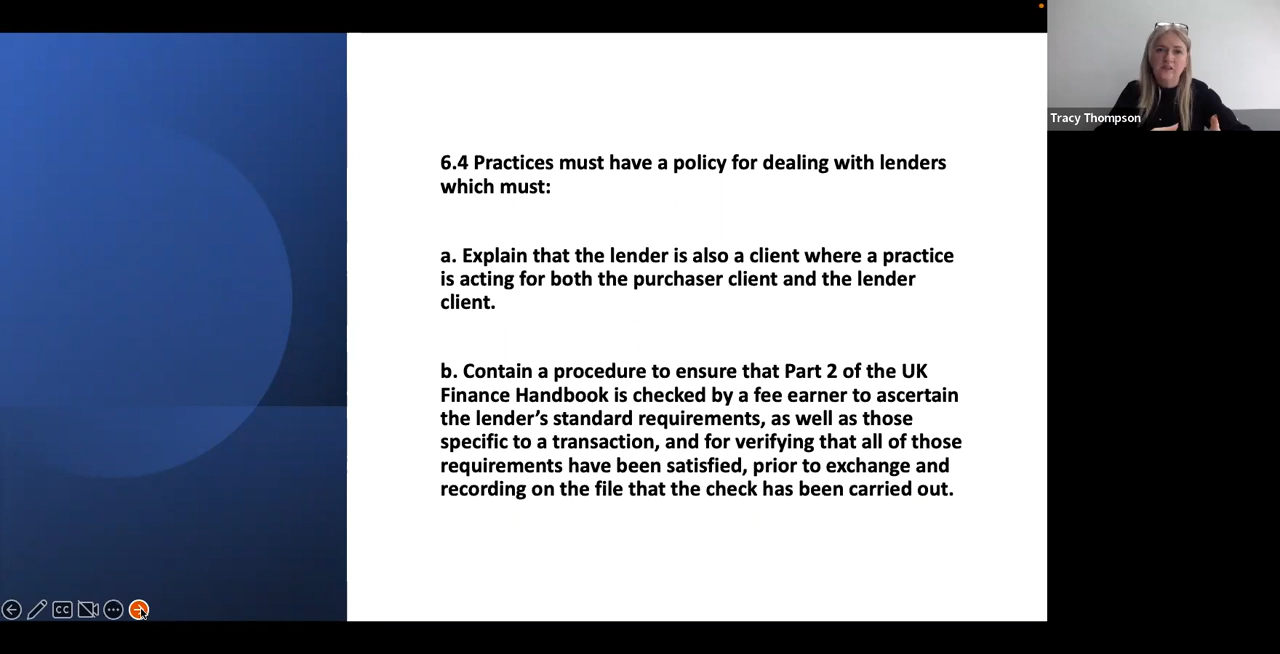 6.4 Practices must have a policy for dealing with lenders
which must:
a. Explain that the lender is also a client where a practice
is acting for both the purchaser client and the lender
client.
b. Contain a procedure to ensure that Part 2 of the UK
Finance Handbook is checked by a fee earner to ascertain
the lender’s standard requirements, as well as those
specific to a transaction, and for verifying that all of those
requirements have been satisfied, prior to exchange and
recording on the file that the check has been carried out.
Tracy Thompson
CC